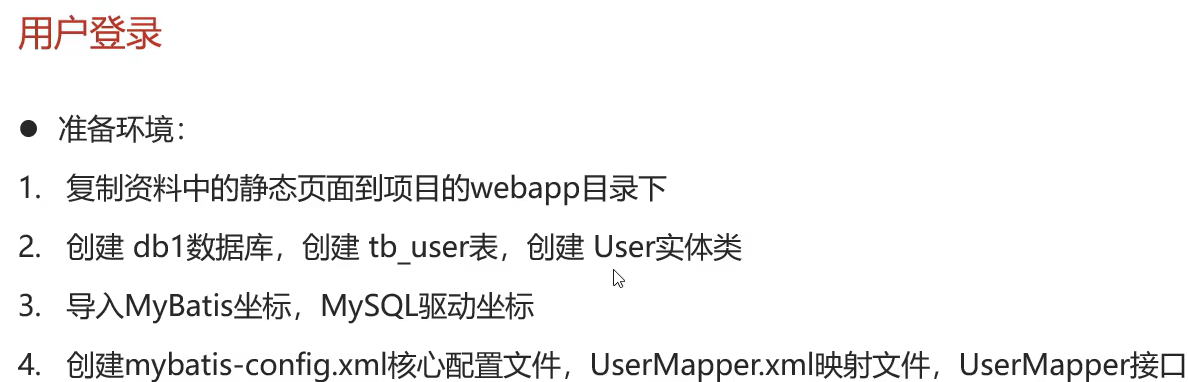 用户登录
● 准备环境：
1. 复制资料中的静态页面到项目的webapp目录下
2. 创建 db1数据库，创建 tb_user表，创建 User实体类
3. 导入MyBatis坐标，MySQL驱动坐标
4. 创建mybatis-config.xml核心配置文件，UserMapper.xml映射文件，UserMapper接口